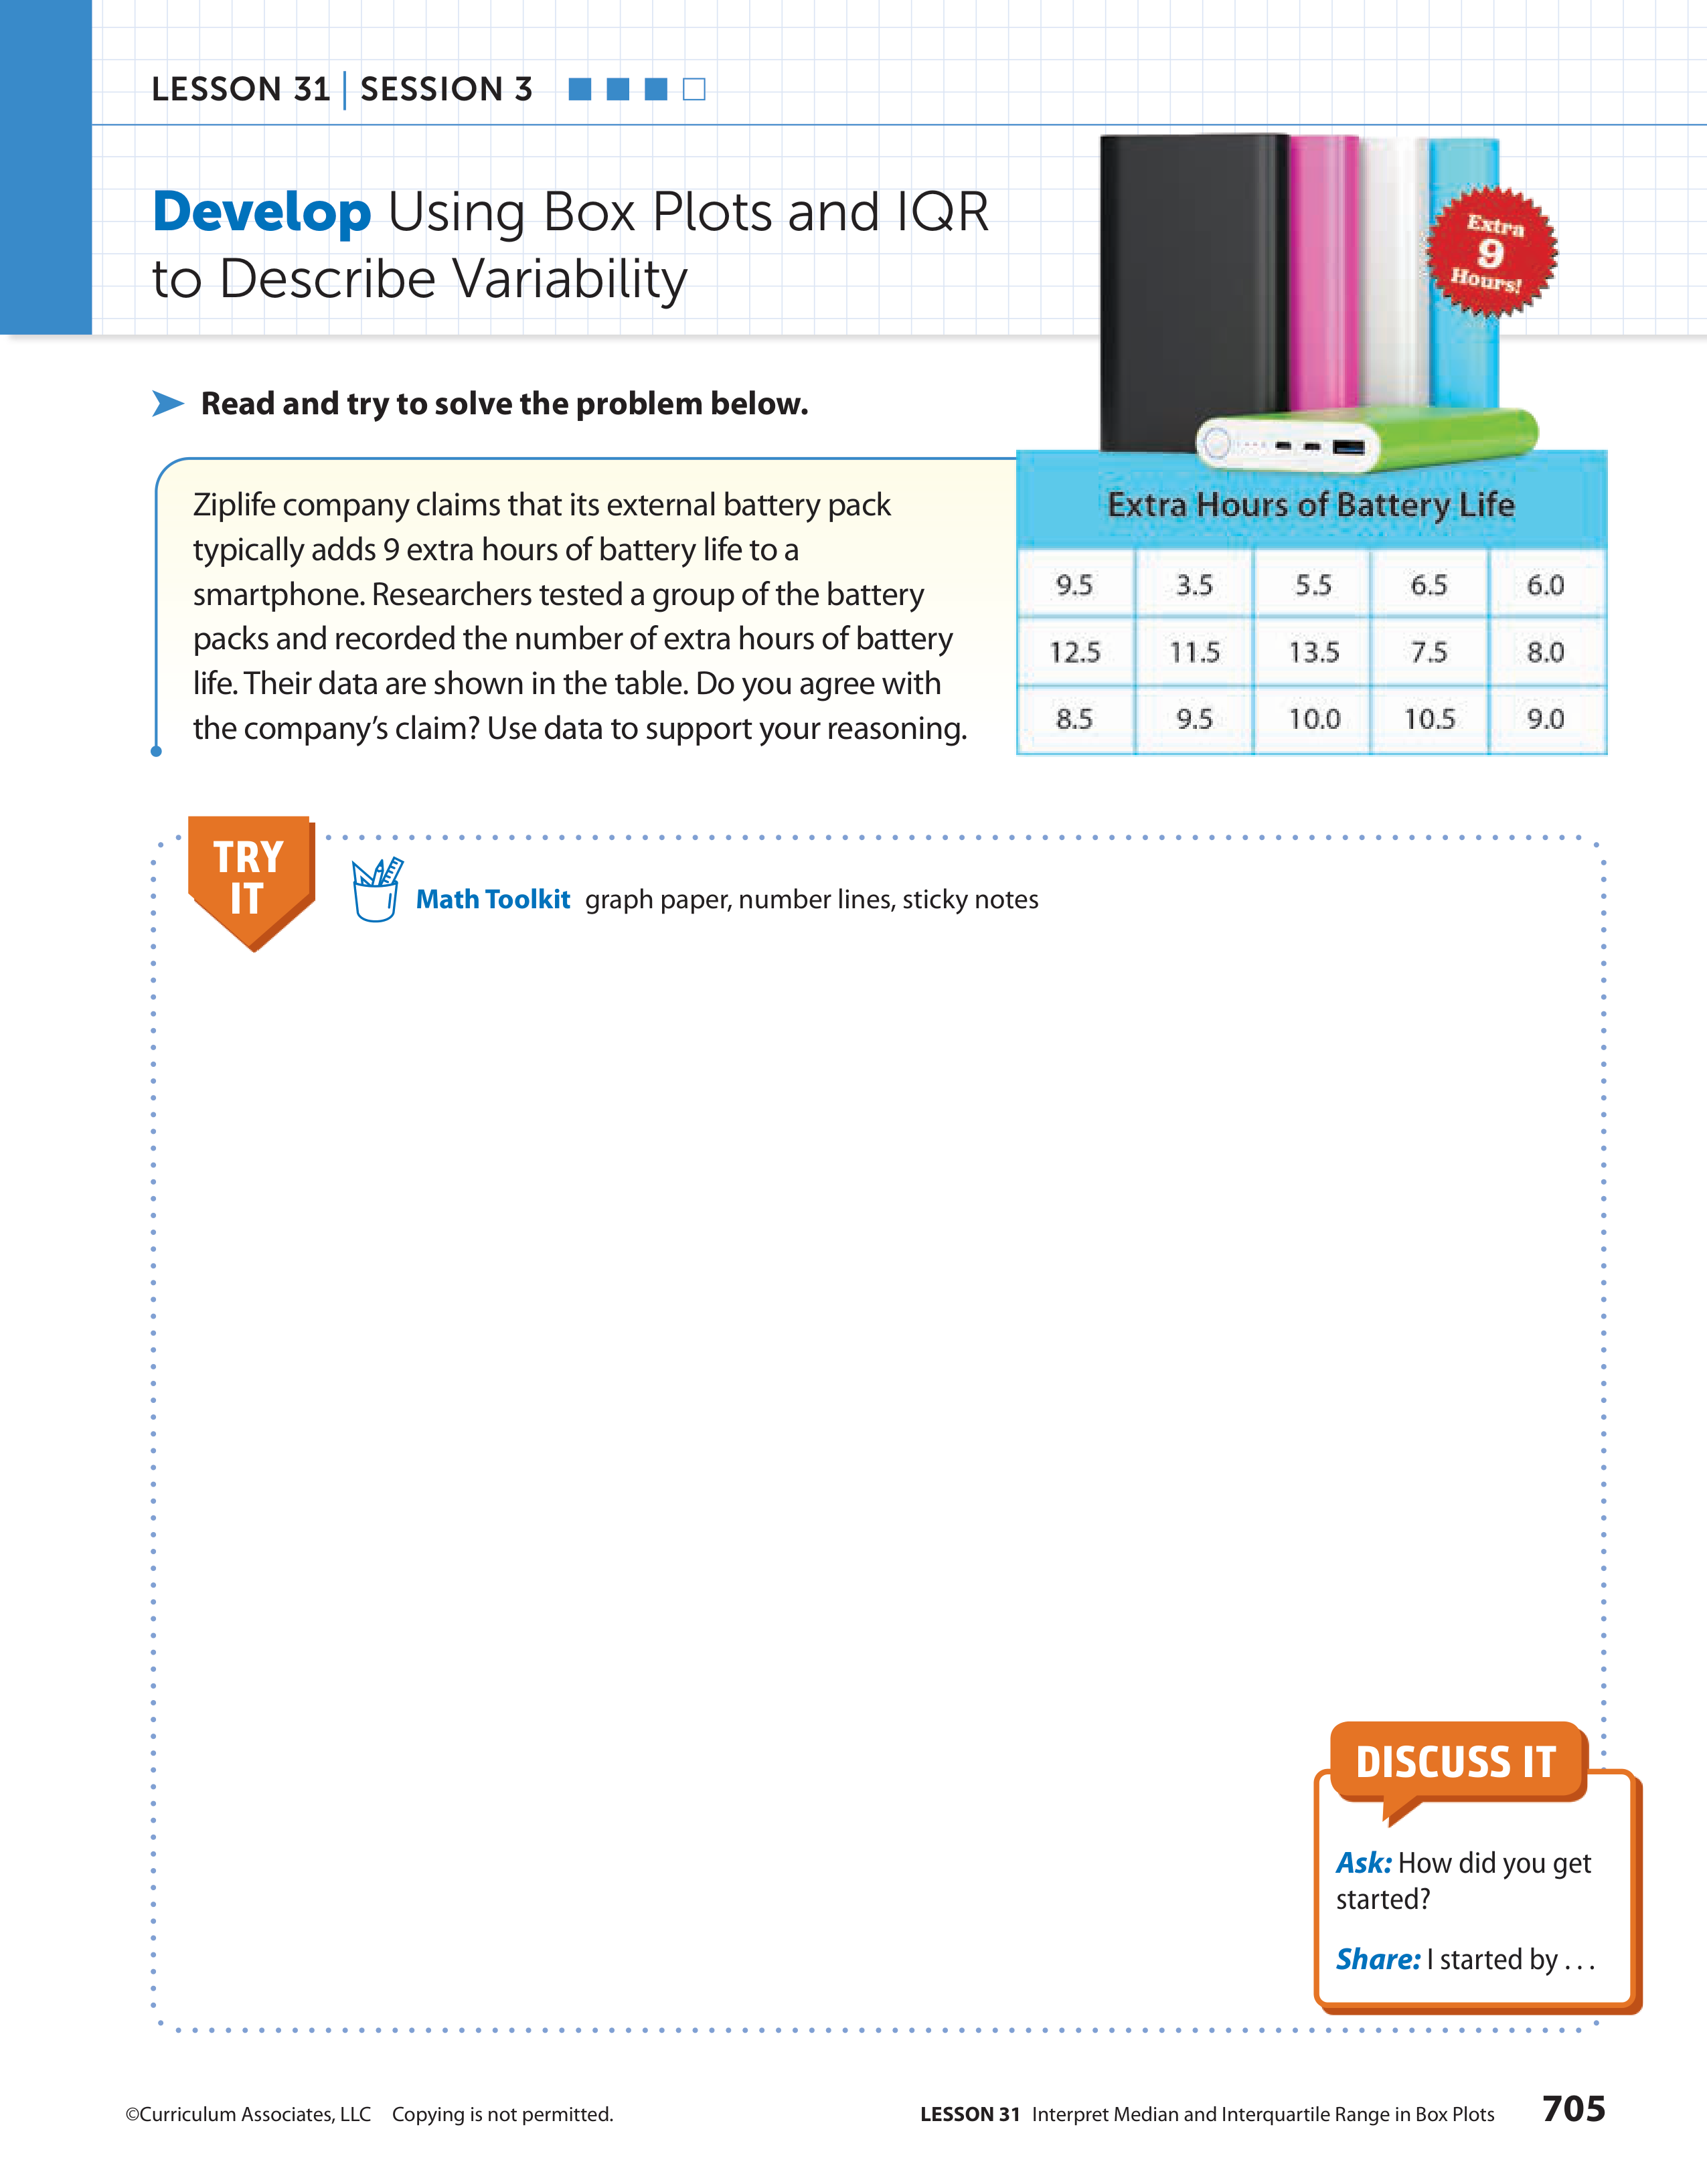 LESSON 31 | SESSION 3
Develop Using Box Plots and IQR
to Describe Variability
Extra
9
Hours!
Read and try to solve the problem below.
Ziplife company claims that its external battery pack
typically adds 9 extra hours of battery life to a
smartphone. Researchers tested a group of the battery
packs and recorded the number of extra hours of battery
life. Their data are shown in the table. Do you agree with
the company's claim? Use data to support your reasoning.
Extra Hours of Battery Life
9.5 3.5 5.5 6.5 6.0
12.5 11.5 13.5 7.5 8.0
8.5 9.5 10.0 10.5 9.0
TRY
IT
Math Toolkit graph paper, number lines, sticky notes
DISCUSS IT
Ask: How did you get
started?
Share: I started by . . .
©Curriculum Associates, LLC Copying is not permitted.
LESSON 31 Interpret Median and Interquartile Range in Box Plots 705